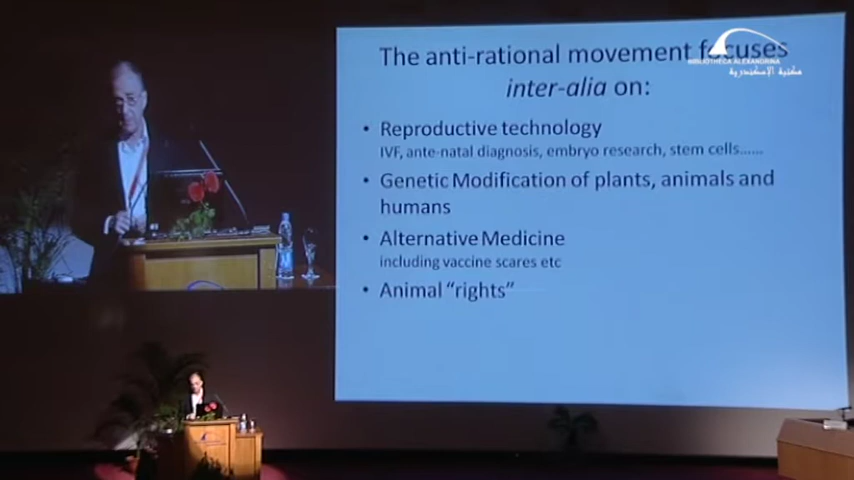 The anti-rational movement focuses
inter-alia on:
BIBLIOTHECA ALEXANDRINA
مكتبة الإسكندرية
• Reproductive technology
IVF, ante-natal diagnosis, embryo research, stem cells......
• Genetic Modification of plants, animals and
humans
• Alternative Medicine
including vaccine scares etc
• Animal “rights”